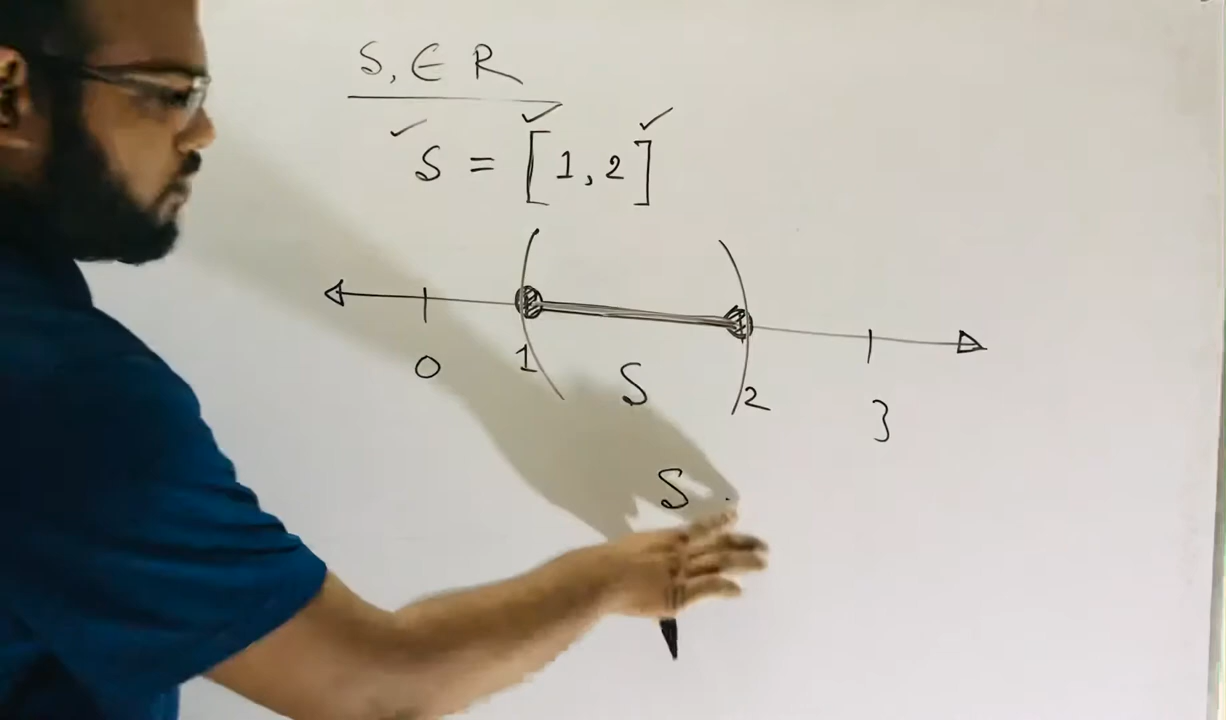 S, ∈ R
S = [1, 2]
0 1 S 2 3
S